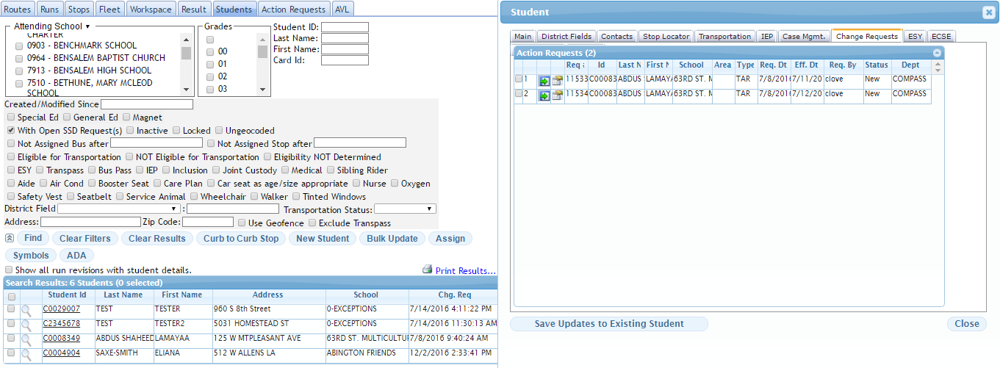 Routes Runs Stops Fleet Workspace Result Students Action Requests AVL
Attending School ▾
CHARTER
0903 - BENCHMARK SCHOOL
0964 - BENSALEM BAPTIST CHURCH
7913 - BENSALEM HIGH SCHOOL
7510 - BETHUNE, MARY MCLEOD
SCHOOL
Grades
00
01
02
03
Student ID:
Last Name:
First Name:
Card Id:
Created/Modified Since
Special Ed General Ed Magnet
With Open SSD Request(s) Inactive Locked Ungeocoded
Not Assigned Bus after Not Assigned Stop after
Eligible for Transportation NOT Eligible for Transportation Eligibility NOT Determined
ESY Transpass Bus Pass IEP Inclusion Joint Custody Medical Sibling Rider
Aide Air Cond Booster Seat Care Plan Car seat as age/size appropriate Nurse Oxygen
Safety Vest Seatbelt Service Animal Wheelchair Walker Tinted Windows
District Field : Transportation Status:
Address: Zip Code: Use Geofence Exclude Transpass
Find Clear Filters Clear Results Curb to Curb Stop New Student Bulk Update Assign
Symbols ADA
Show all run revisions with student details. Print Results...
Search Results: 6 Students (0 selected)
Student Id Last Name First Name Address School Chg. Req
C0029007 TEST TESTER 960 S 8th Street 0-EXCEPTIONS 7/14/2016 4:11:22 PM
C2345678 TEST TESTER2 5031 HOMESTEAD ST 0-EXCEPTIONS 7/14/2016 11:30:13 AM
C0008349 ABDUS SHAHEED LAMAYAA 125 W MTPLEASANT AVE 63RD ST. MULTICULTU 7/8/2016 9:40:24 AM
C0004904 SAXE-SMITH ELIANA 512 W ALLENS LA ABINGTON FRIENDS 12/2/2016 2:33:41 PM
Student
Main District Fields Contacts Stop Locator Transportation IEP Case Mgmt. Change Requests ESY ECSE
Action Requests (2)
Req Id Last N First N School Area Type Req. Dt Eff. Dt Req. By Status Dept
1 11533 C00083 ABDUS LAMAYA 63RD ST. M TAR 7/8/2016 7/11/20 clove New COMPASS
2 11534 C00083 ABDUS LAMAYA 63RD ST. M TAR 7/8/2016 7/12/20 clove New COMPASS
Save Updates to Existing Student Close